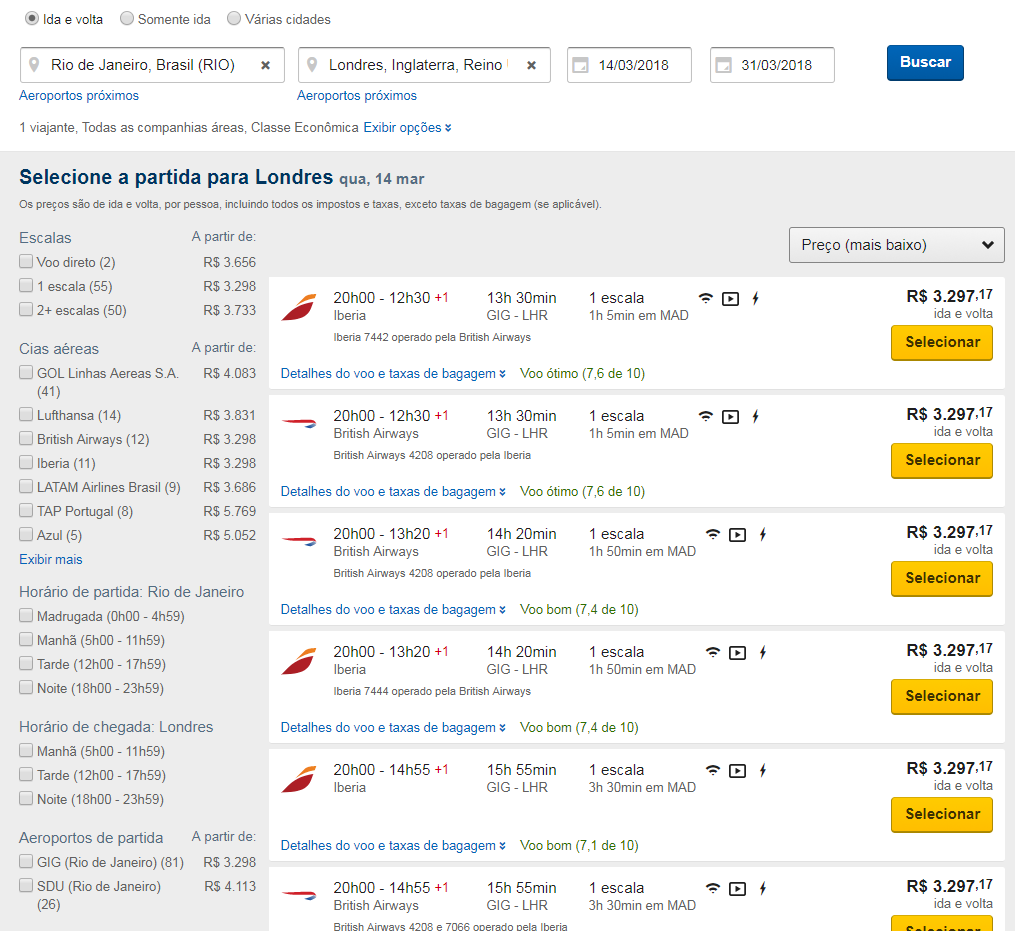 Ida e volta Somente ida Várias cidades
Rio de Janeiro, Brasil (RIO) Londres, Inglaterra, Reino 14/03/2018 31/03/2018 Buscar
Aeroportos próximos Aeroportos próximos
1 viajante, Todas as companhias áreas, Classe Econômica Exibir opções
Selecione a partida para Londres qua, 14 mar
Os preços são de ida e volta, por pessoa, incluindo todos os impostos e taxas, exceto taxas de bagagem (se aplicável).
Preço (mais baixo)
Escalas A partir de:
Voo direto (2) R$ 3.656
1 escala (55) R$ 3.298
2+ escalas (50) R$ 3.733
Cias aéreas A partir de:
GOL Linhas Aereas S.A. R$ 4.083
(41)
Lufthansa (14) R$ 3.831
British Airways (12) R$ 3.298
Iberia (11) R$ 3.298
LATAM Airlines Brasil (9) R$ 3.686
TAP Portugal (8) R$ 5.769
Azul (5) R$ 5.052
Exibir mais
Horário de partida: Rio de Janeiro
Madrugada (0h00 - 4h59)
Manhã (5h00 - 11h59)
Tarde (12h00 - 17h59)
Noite (18h00 - 23h59)
Horário de chegada: Londres
Manhã (5h00 - 11h59)
Tarde (12h00 - 17h59)
Noite (18h00 - 23h59)
Aeroportos de partida A partir de:
GIG (Rio de Janeiro) (81) R$ 3.298
SDU (Rio de Janeiro) R$ 4.113
(26)
20h00 - 12h30 +1 13h 30min 1 escala R$ 3.297,17
Iberia GIG - LHR 1h 5min em MAD ida e volta
Iberia 7442 operado pela British Airways Selecionar
Detalhes do voo e taxas de bagagem Voo ótimo (7,6 de 10)
20h00 - 12h30 +1 13h 30min 1 escala R$ 3.297,17
British Airways GIG - LHR 1h 5min em MAD ida e volta
British Airways 4208 operado pela Iberia Selecionar
Detalhes do voo e taxas de bagagem Voo ótimo (7,6 de 10)
20h00 - 13h20 +1 14h 20min 1 escala R$ 3.297,17
British Airways GIG - LHR 1h 50min em MAD ida e volta
British Airways 4208 operado pela Iberia Selecionar
Detalhes do voo e taxas de bagagem Voo bom (7,4 de 10)
20h00 - 13h20 +1 14h 20min 1 escala R$ 3.297,17
Iberia GIG - LHR 1h 50min em MAD ida e volta
Iberia 7444 operado pela British Airways Selecionar
Detalhes do voo e taxas de bagagem Voo bom (7,4 de 10)
20h00 - 14h55 +1 15h 55min 1 escala R$ 3.297,17
Iberia GIG - LHR 3h 30min em MAD ida e volta
Selecionar
Detalhes do voo e taxas de bagagem Voo bom (7,1 de 10)
20h00 - 14h55 +1 15h 55min 1 escala R$ 3.297,17
British Airways GIG - LHR 3h 30min em MAD ida e volta
British Airways 4208 e 7066 operado pela Iberia Selecionar